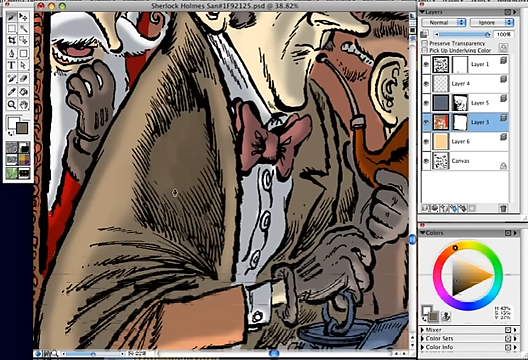 Sherlock Holmes San#1F92125.psd @ 38.82%
Layers
Normal
Ignore
100%
Preserve Transparency
Pick Up Underlying Color
Layer 1
Layer 4
Layer 5
Layer 3
Layer 6
Canvas
Colors
Mixer
Color Sets
Color Info